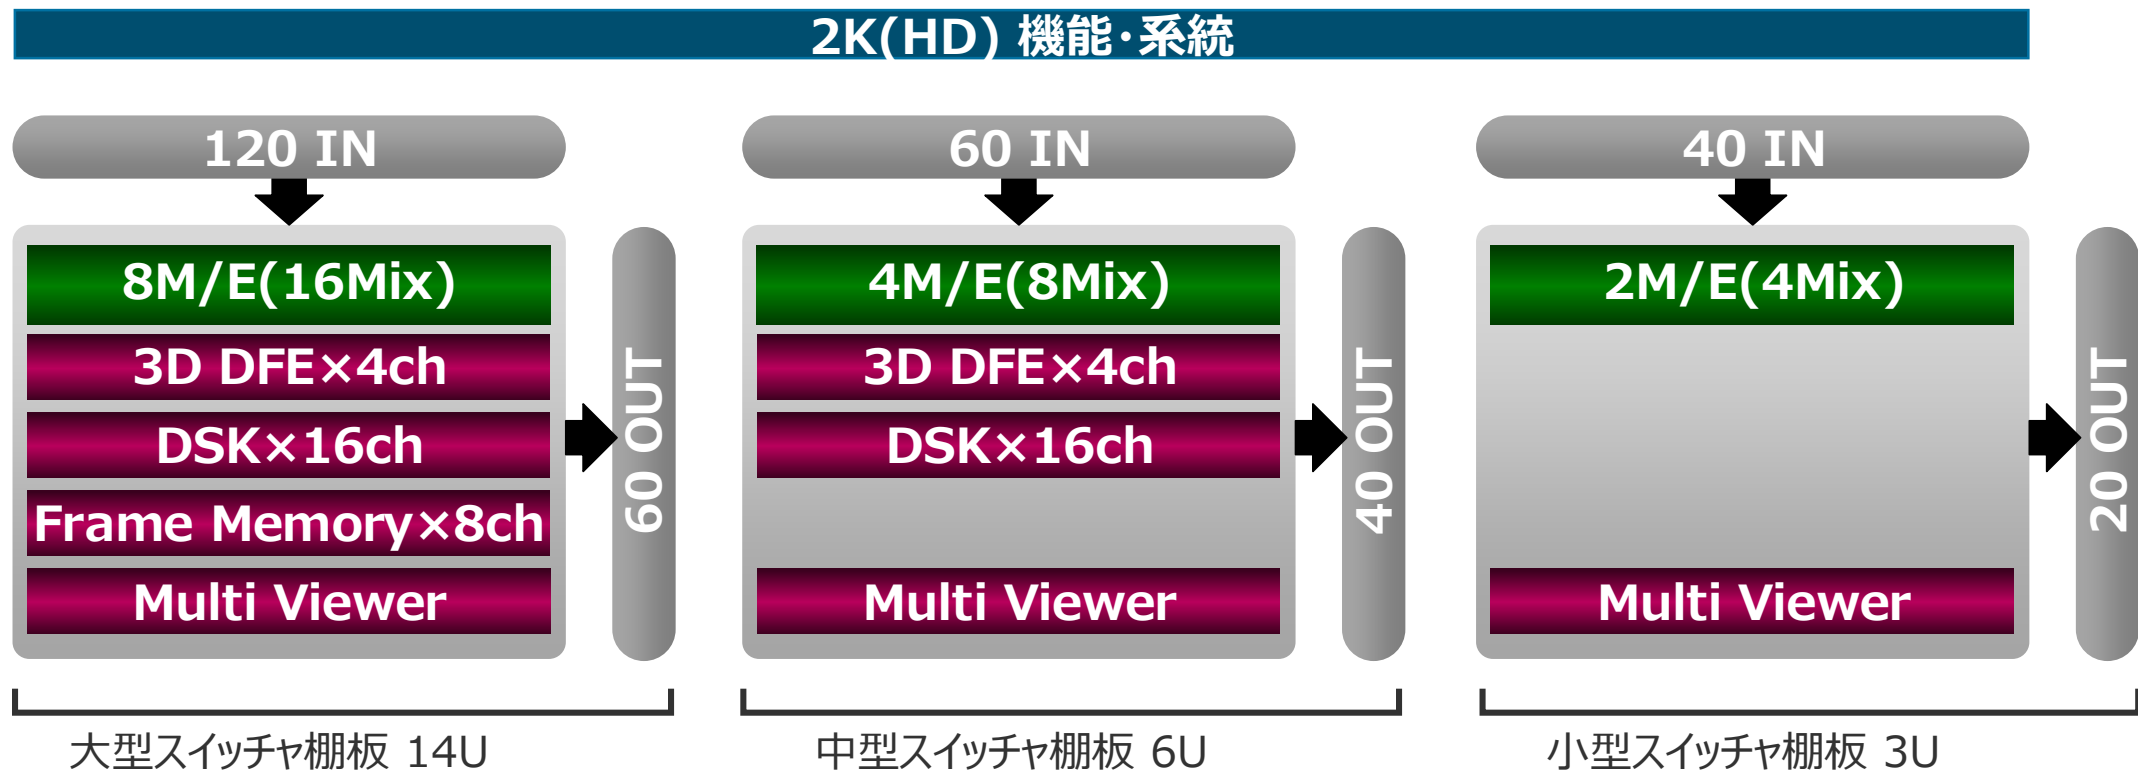 2K(HD) 機能･系統
120 IN
8M/E(16Mix)
3D DFE×4ch
DSK×16ch
Frame Memory×8ch
Multi Viewer
60 OUT
大型スイッチャ棚板 14U
60 IN
4M/E(8Mix)
3D DFE×4ch
DSK×16ch
Multi Viewer
40 OUT
中型スイッチャ棚板 6U
40 IN
2M/E(4Mix)
Multi Viewer
20 OUT
小型スイッチャ棚板 3U